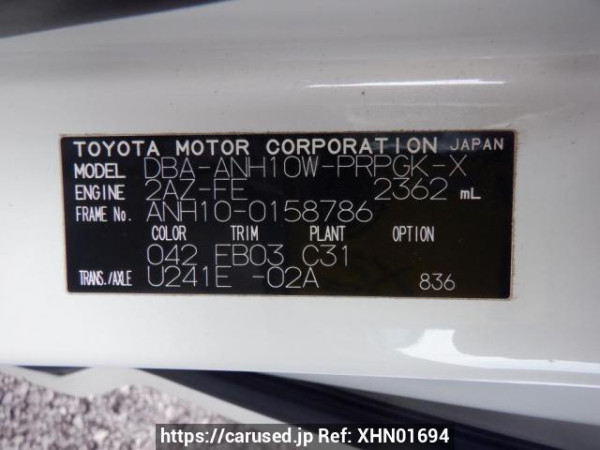 TOYOTA MOTOR CORPORATION JAPAN
MODEL DBA-ANH10W-PRPGK-X
ENGINE 2AZ-FE 2362 mL
FRAME No. ANH10-0158786
COLOR TRIM PLANT OPTION
042 FB03 C31
TRANS./AXLE U241E -02A 836
https://carused.jp Ref: XHN01694